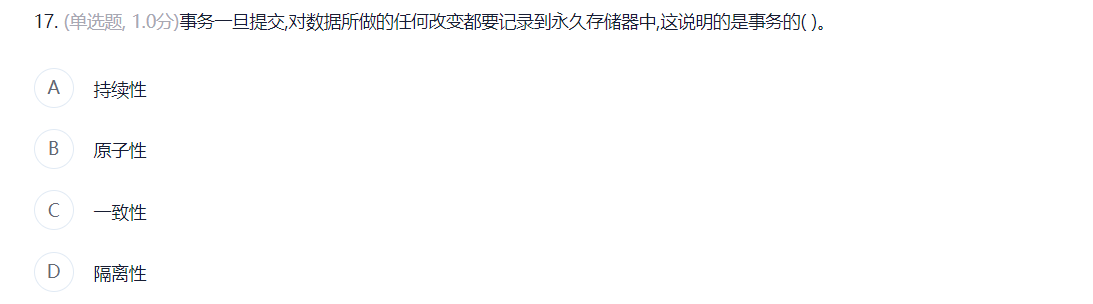 17. (单选题, 1.0分)事务一旦提交,对数据所做的任何改变都要记录到永久存储器中,这说明的是事务的( )。
A 持续性
B 原子性
C 一致性
D 隔离性